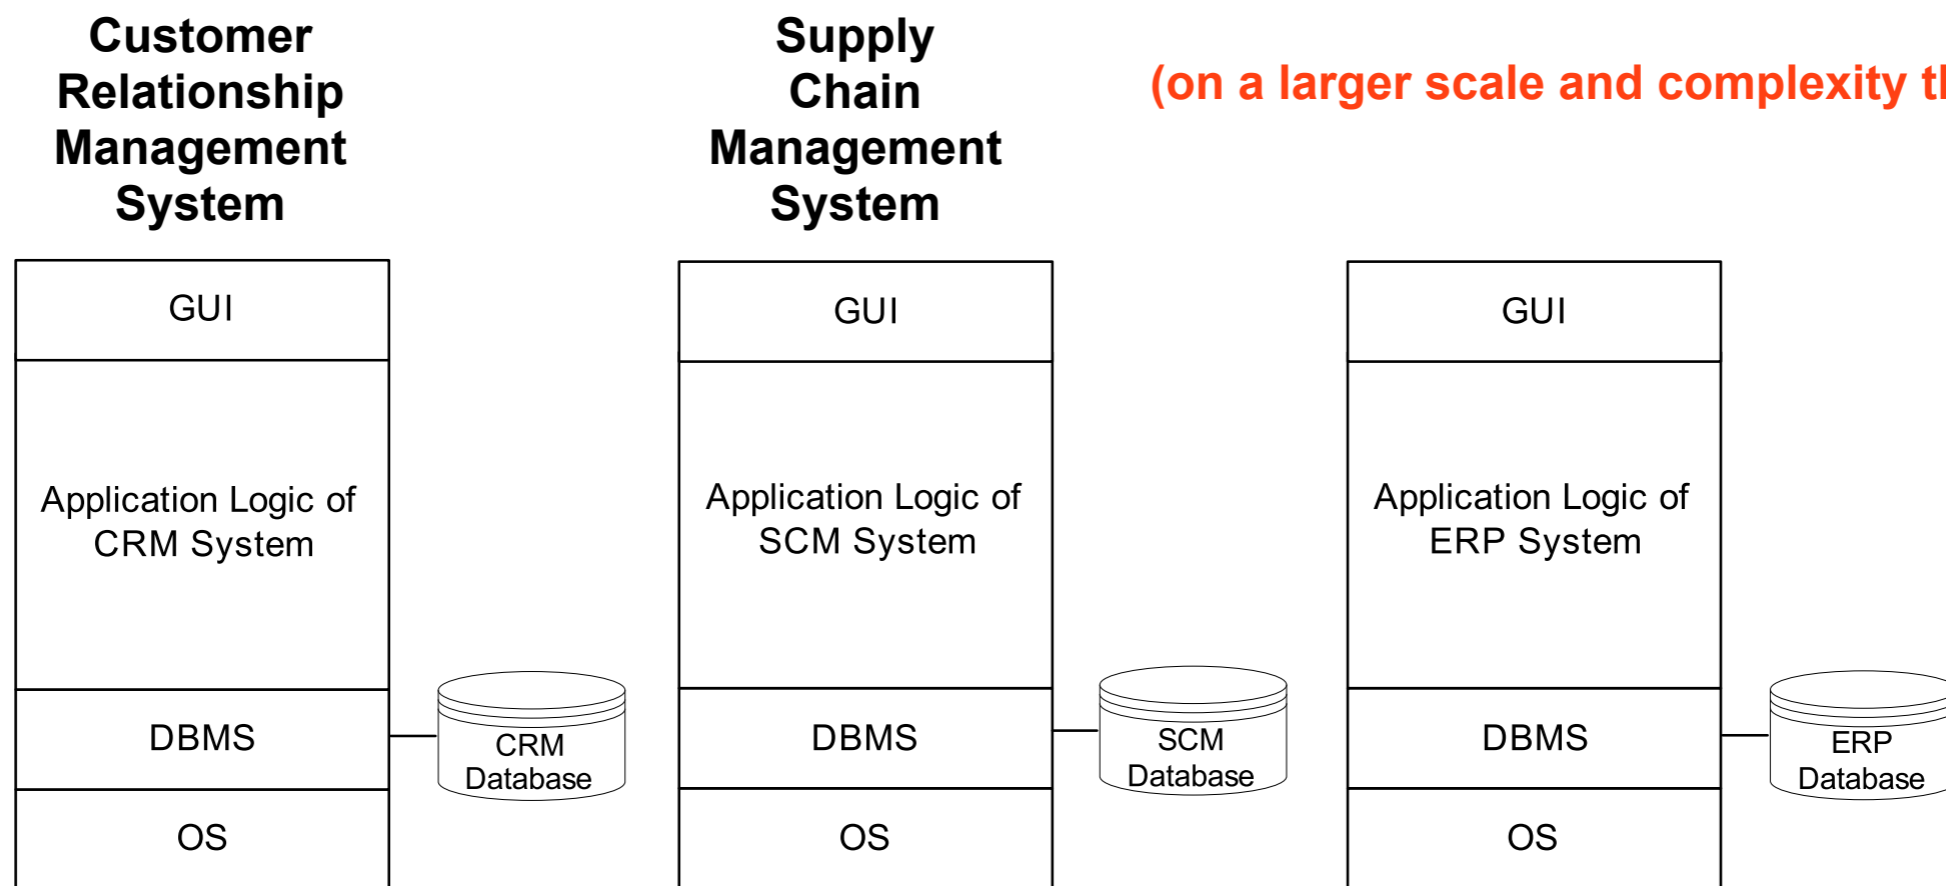 Customer
Relationship
Management
System
Supply
Chain
Management
System
(on a larger scale and complexity
GUI
Application Logic of
CRM System
DBMS
OS
CRM
Database
GUI
Application Logic of
SCM System
DBMS
OS
SCM
Database
GUI
Application Logic of
ERP System
DBMS
OS
ERP
Database